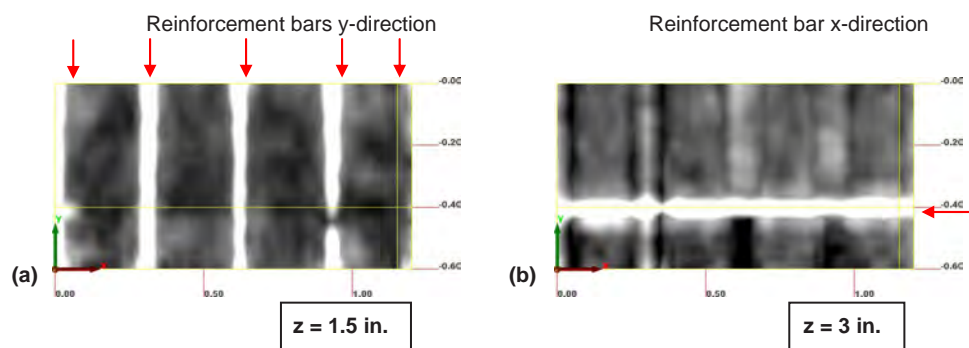 Reinforcement bars y-direction
Reinforcement bar x-direction
-0.00
-0.20
-0.40
-0.60
Y
X
0.00
0.50
1.00
(a)
z = 1.5 in.
-0.00
-0.20
-0.40
-0.60
Y
X
0.00
0.50
1.00
(b)
z = 3 in.